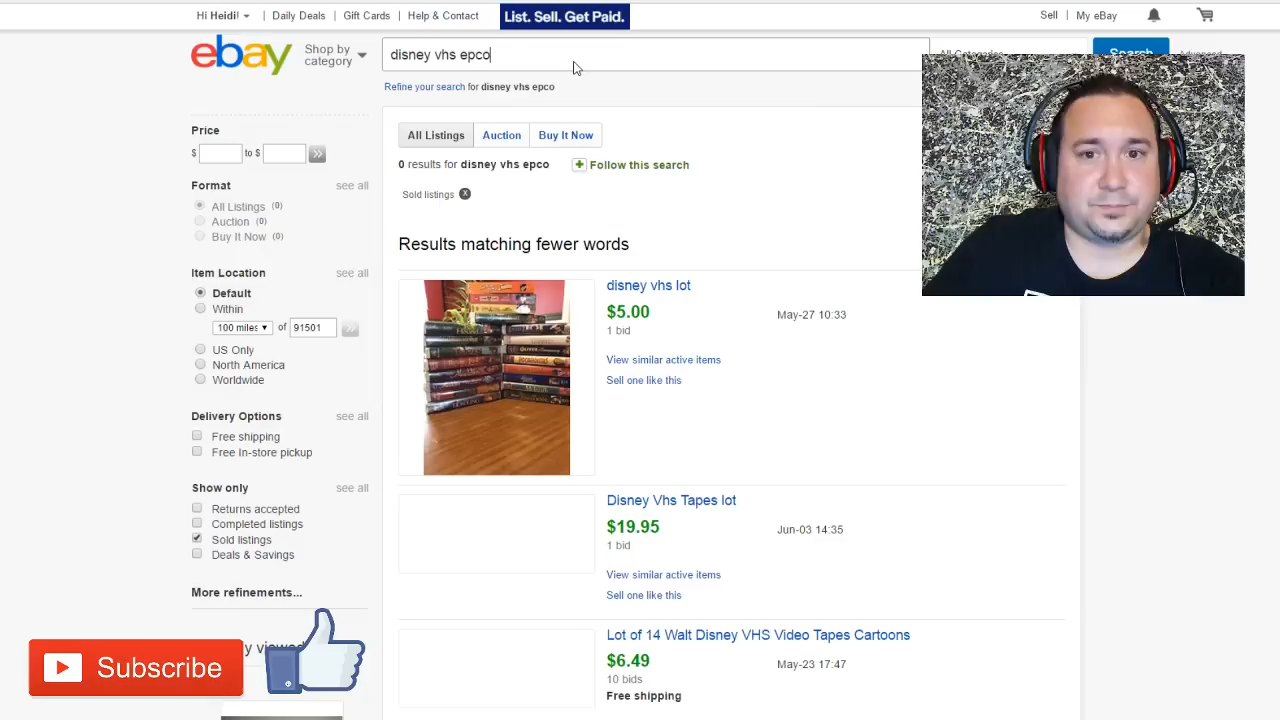 Hi Heidi! | Daily Deals | Gift Cards | Help & Contact
List. Sell. Get Paid.
Sell | My eBay
ebay
Shop by
category
disney vhs epco
All Categories
Search
Advanced
Refine your search for disney vhs epco
Price
$ to $ »
Format see all
All Listings (0)
Auction (0)
Buy It Now (0)
Item Location see all
Default
Within
100 miles of 91501 »
US Only
North America
Worldwide
Delivery Options see all
Free shipping
Free In-store pickup
Show only see all
Returns accepted
Completed listings
Sold listings
Deals & Savings
More refinements...
y viewed
Subscribe
All Listings Auction Buy It Now
0 results for disney vhs epco + Follow this search
Sold listings X
Results matching fewer words
disney vhs lot
$5.00 May-27 10:33
1 bid
View similar active items
Sell one like this
Disney Vhs Tapes lot
$19.95 Jun-03 14:35
1 bid
View similar active items
Sell one like this
Lot of 14 Walt Disney VHS Video Tapes Cartoons
$6.49 May-23 17:47
10 bids
Free shipping